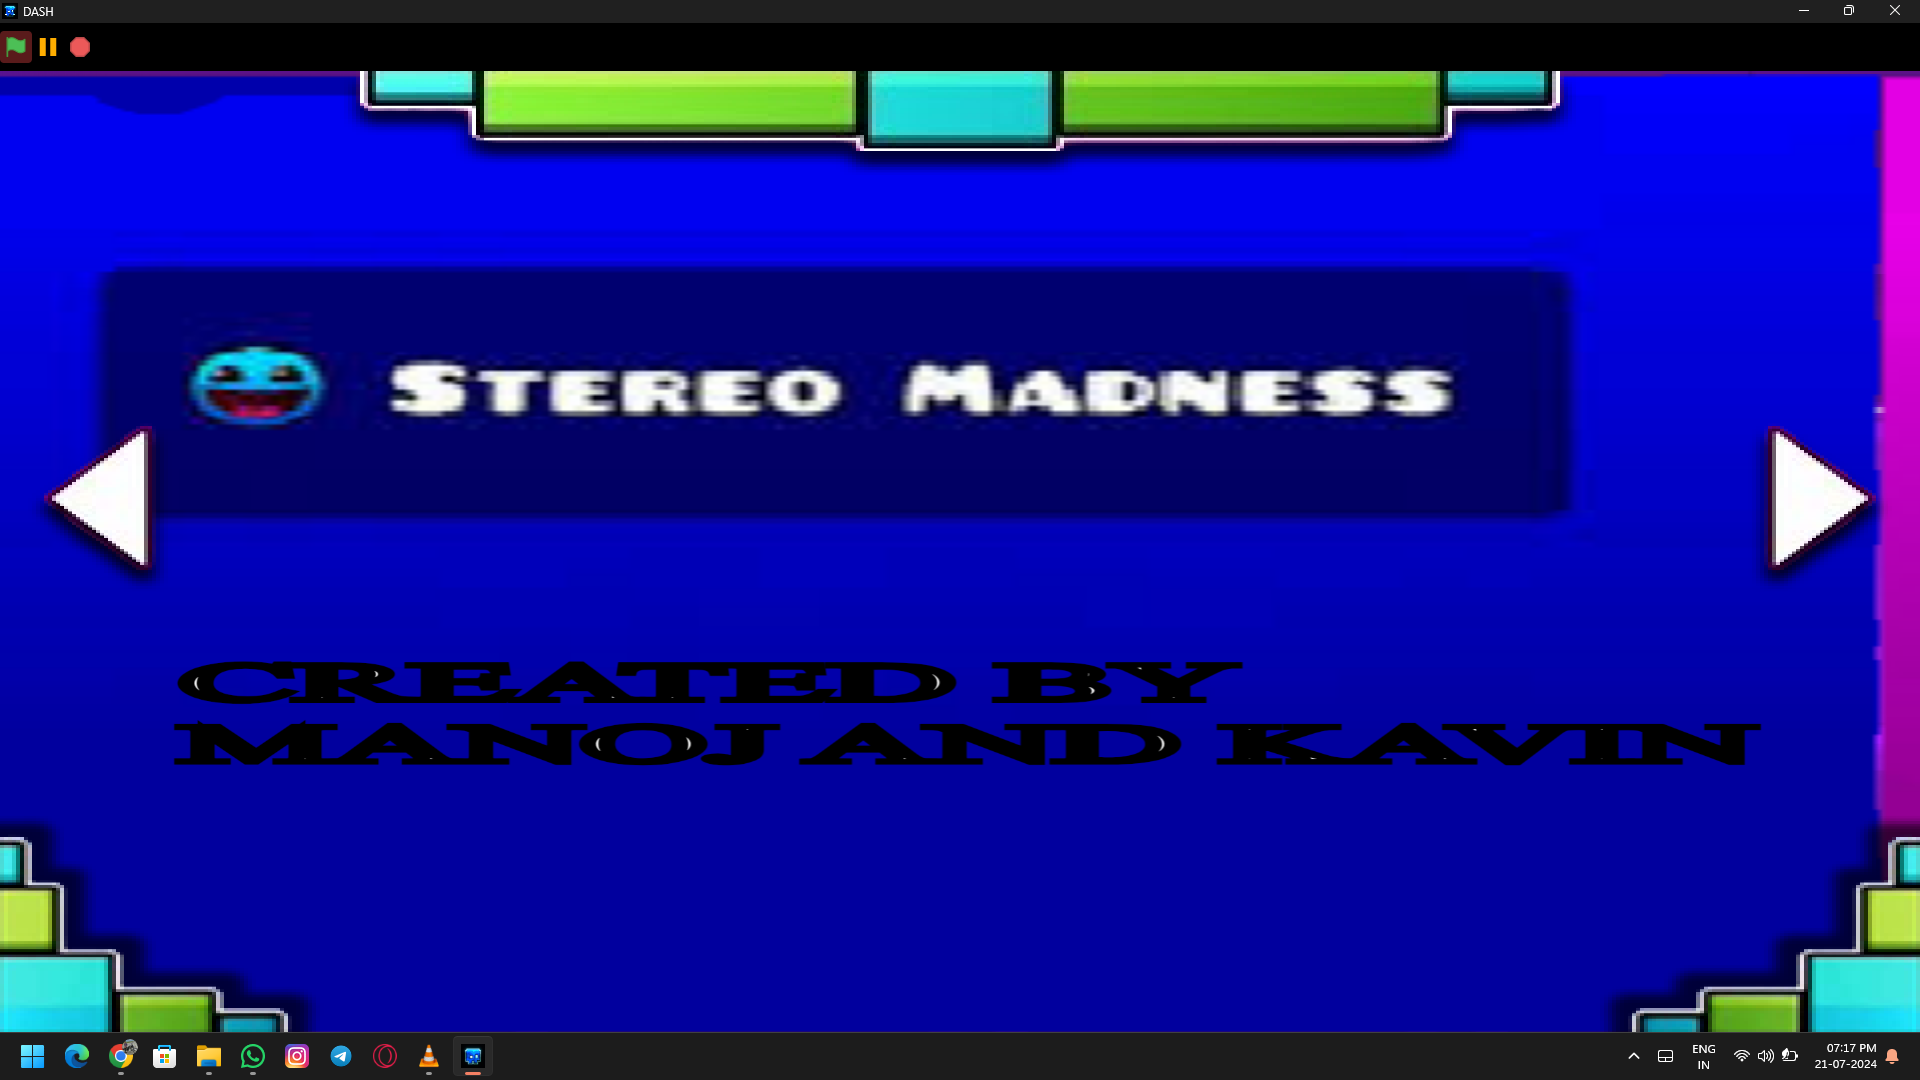 DASH
STEREO MADNESS
CREATED BY
MANOJ AND KAVIN
ENG
IN
07:17 PM
21-07-2024